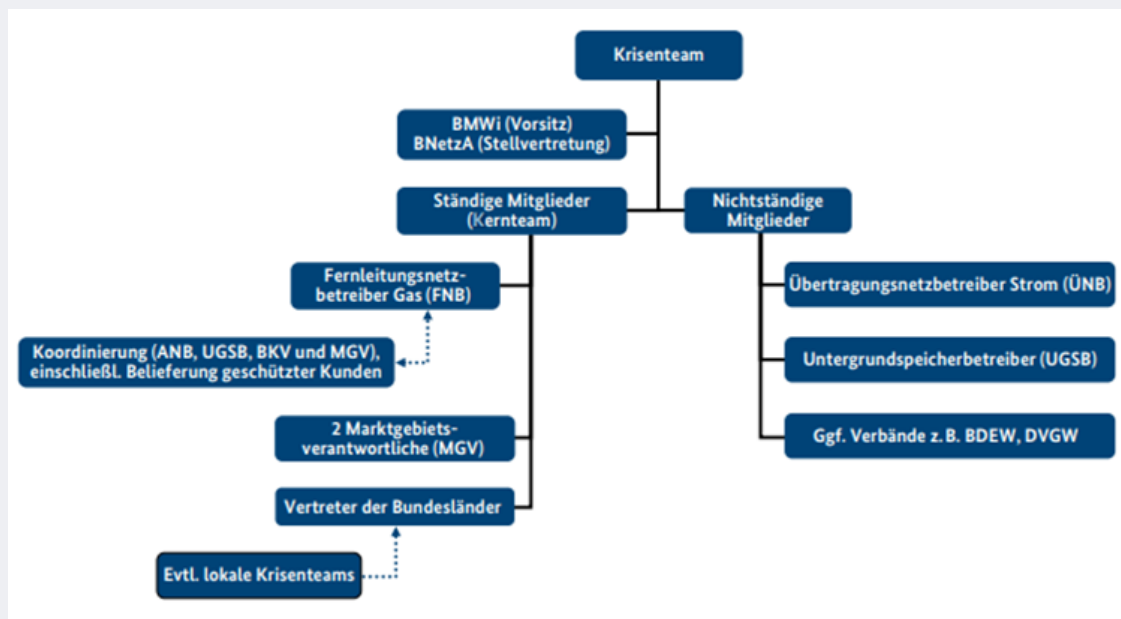 Krisenteam
BMWi (Vorsitz)
BNetzA (Stellvertretung)
Ständige Mitglieder
(Kernteam)
Nichtständige
Mitglieder
Fernleitungsnetz-
betreiber Gas (FNB)
Koordinierung (ANB, UGSB, BKV und MGV),
einschließl. Belieferung geschützter Kunden
2 Marktgebiets-
verantwortliche (MGV)
Vertreter der Bundesländer
Evtl. lokale Krisenteams
Übertragungsnetzbetreiber Strom (ÜNB)
Untergrundspeicherbetreiber (UGSB)
Ggf. Verbände z. B. BDEW, DVGW